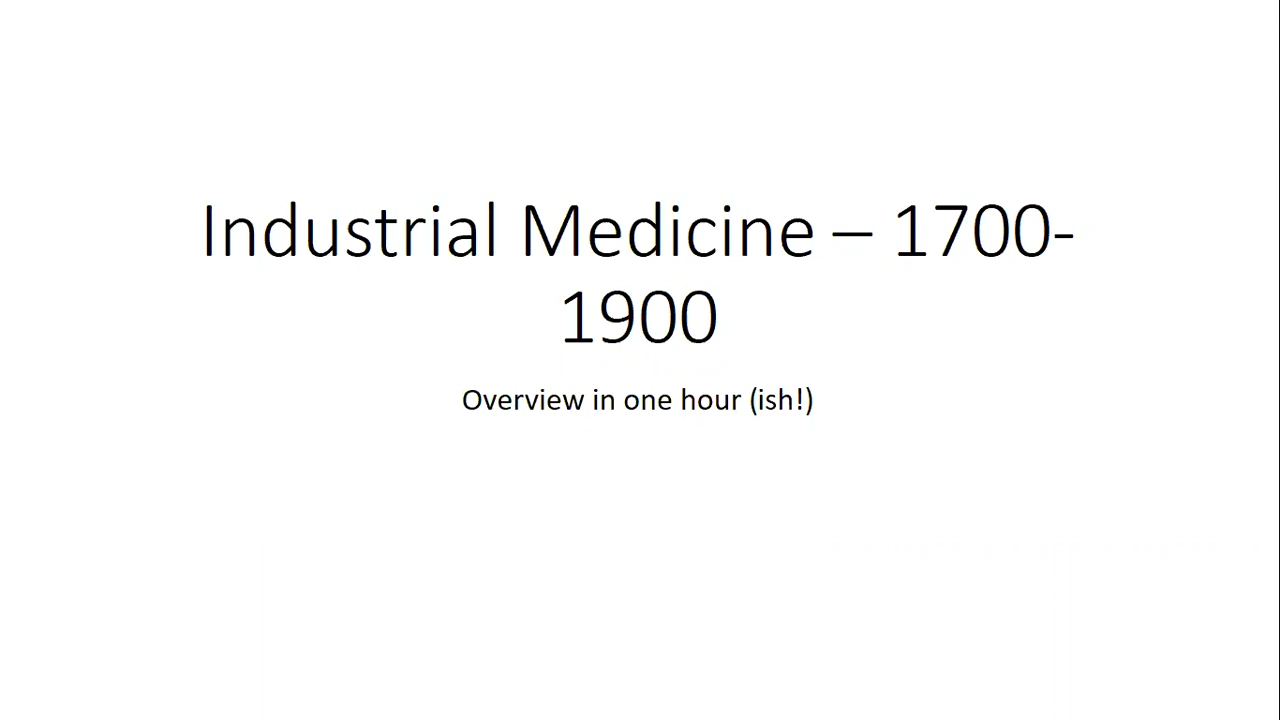 Industrial Medicine – 1700-
1900
Overview in one hour (ish!)